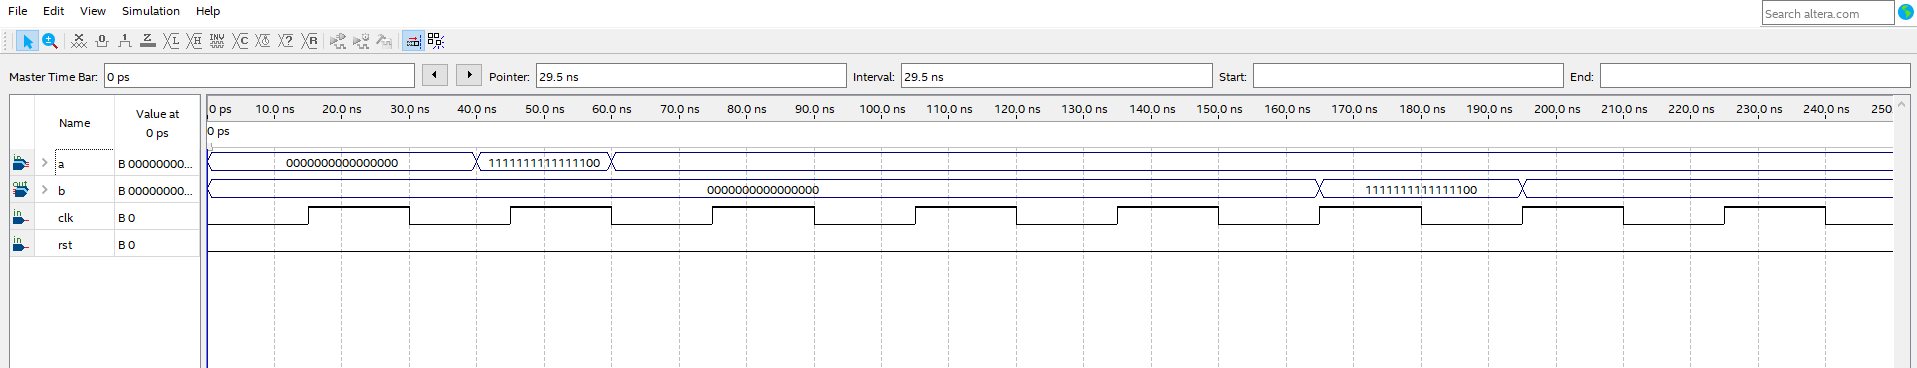 File Edit View Simulation Help
Search altera.com
Master Time Bar: 0 ps Pointer: 29.5 ns Interval: 29.5 ns Start: End:
Name Value at 0 ps
0 ps 10.0 ns 20.0 ns 30.0 ns 40.0 ns 50.0 ns 60.0 ns 70.0 ns 80.0 ns 90.0 ns 100.0 ns 110.0 ns 120.0 ns 130.0 ns 140.0 ns 150.0 ns 160.0 ns 170.0 ns 180.0 ns 190.0 ns 200.0 ns 210.0 ns 220.0 ns 230.0 ns 240.0 ns 250.
0 ps
in a B 00000000... 0000000000000000 1111111111111100
out b B 00000000... 0000000000000000 1111111111111100
in clk B 0
in rst B 0